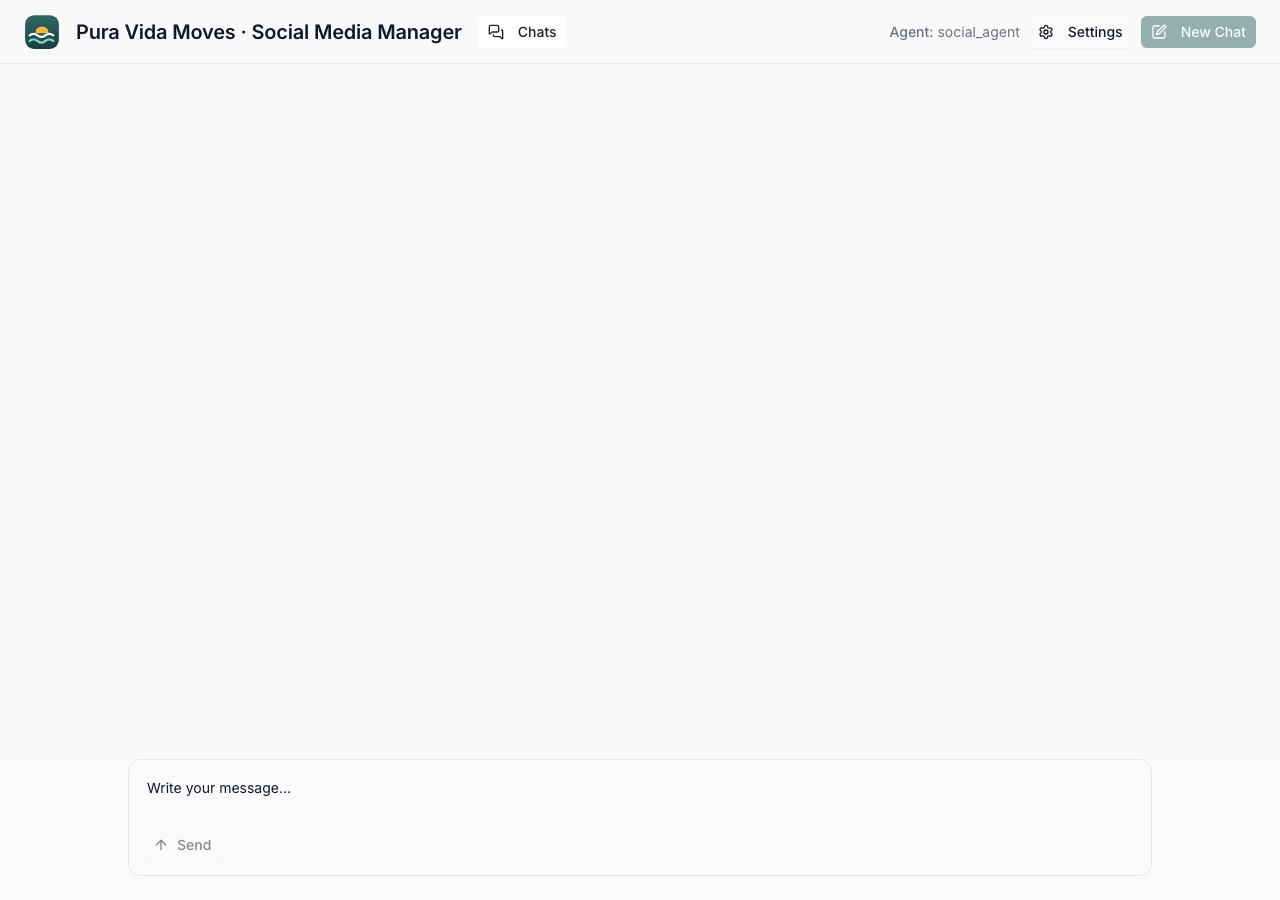 Pura Vida Moves · Social Media Manager
Chats
Agent: social_agent
Settings
New Chat
Write your message...
Send